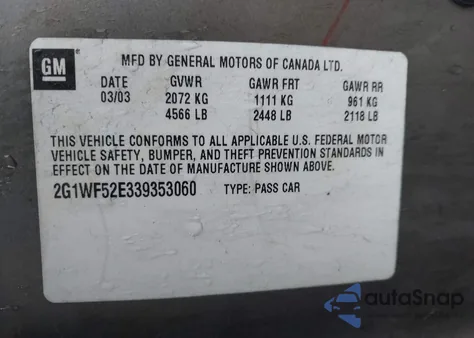 GM
MFD BY GENERAL MOTORS OF CANADA LTD.
DATE GVWR GAWR FRT GAWR RR
03/03 2072 KG 1111 KG 961 KG
4566 LB 2448 LB 2118 LB
THIS VEHICLE CONFORMS TO ALL APPLICABLE U.S. FEDERAL MOTOR
VEHICLE SAFETY, BUMPER, AND THEFT PREVENTION STANDARDS IN
EFFECT ON THE DATE OF MANUFACTURE SHOWN ABOVE.
2G1WF52E339353060 TYPE: PASS CAR
autoSnap